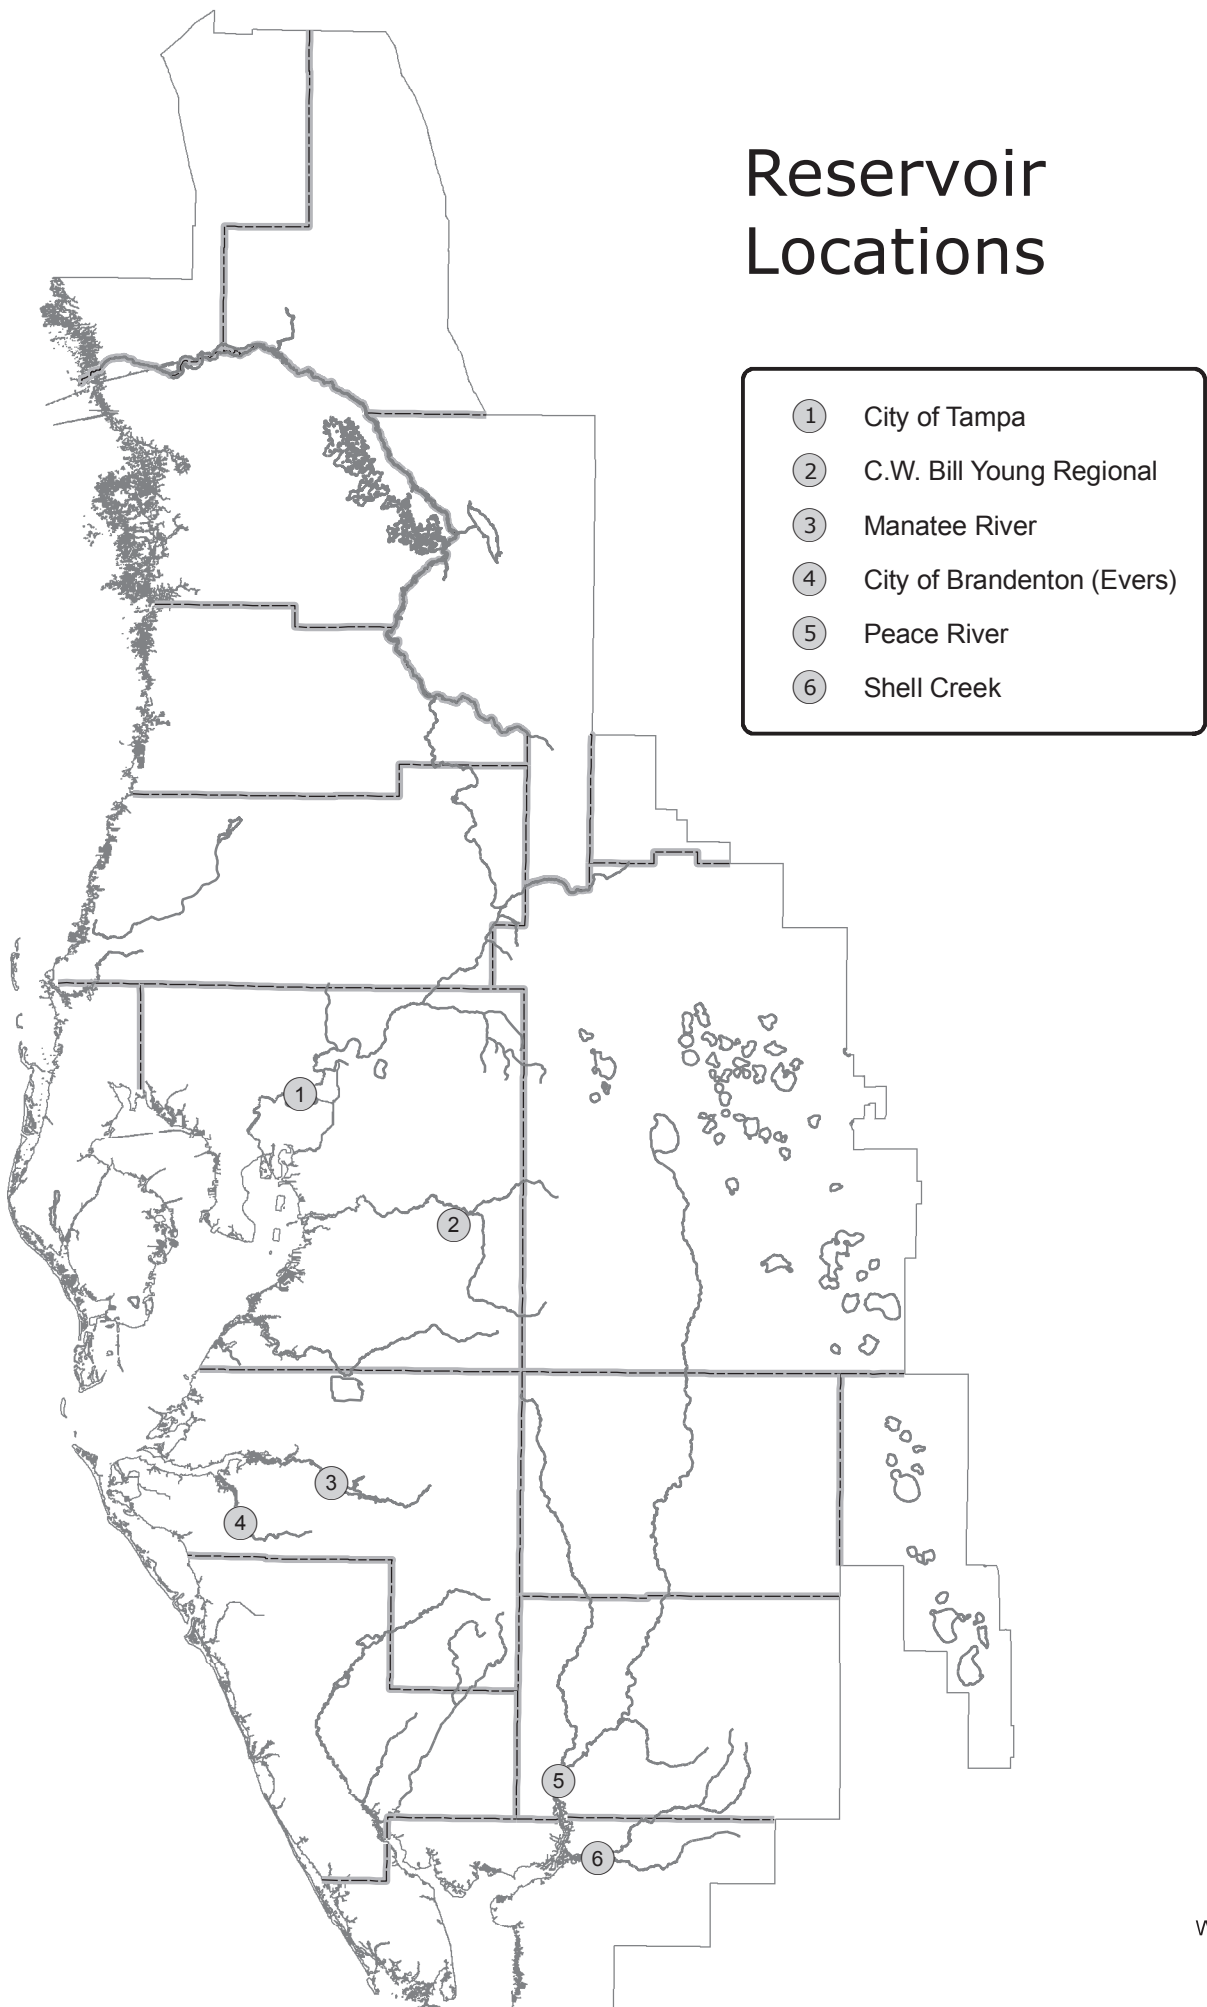 Reservoir
Locations
1 City of Tampa
2 C.W. Bill Young Regional
3 Manatee River
4 City of Brandenton (Evers)
5 Peace River
6 Shell Creek
1
2
3
4
5
6
W